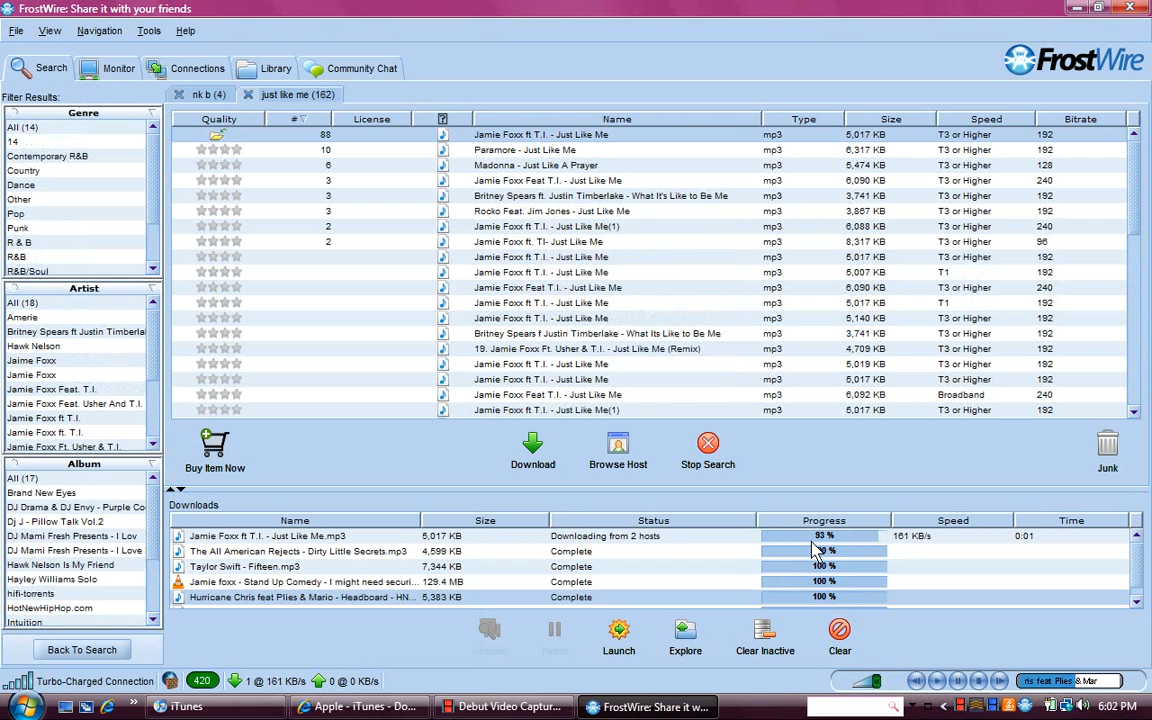 FrostWire: Share it with your friends
File View Navigation Tools Help
Search Monitor Connections Library Community Chat
FrostWire
Filter Results:
nk b (4) just like me (162)
Genre
All (14)
14
Contemporary R&B
Country
Dance
Other
Pop
Punk
R & B
R&B
R&B/Soul
Artist
All (18)
Amerie
Britney Spears ft Justin Timberla
Hawk Nelson
Jaime Foxx
Jamie Foxx
Jamie Foxx Feat. T.I.
Jamie Foxx Feat. Usher And T.I.
Jamie Foxx ft T.I.
Jamie Foxx ft. T.I.
Jamie Foxx Ft. Usher & T.I.
Album
All (17)
Brand New Eyes
DJ Drama & DJ Envy - Purple Co
Dj J - Pillow Talk Vol.2
DJ Mami Fresh Presents - I Lov
DJ Mami Fresh Presents - I Love
Hawk Nelson Is My Friend
Hayley Williams Solo
hifi-torrents
HotNewHipHop.com
Intuition
Back To Search
Quality # License ? Name Type Size Speed Bitrate
88 Jamie Foxx ft T.I. - Just Like Me mp3 5,017 KB T3 or Higher 192
10 Paramore - Just Like Me mp3 6,317 KB T3 or Higher 192
6 Madonna - Just Like A Prayer mp3 5,474 KB T3 or Higher 128
3 Jamie Foxx Feat T.I. - Just Like Me mp3 6,090 KB T3 or Higher 240
3 Britney Spears ft. Justin Timberlake - What It's Like to Be Me mp3 3,741 KB T3 or Higher 192
3 Rocko Feat. Jim Jones - Just Like Me mp3 3,867 KB T3 or Higher 192
2 Jamie Foxx ft T.I. - Just Like Me(1) mp3 6,088 KB T3 or Higher 240
2 Jamie Foxx ft. TI- Just Like Me mp3 8,317 KB T3 or Higher 96
Jamie Foxx ft T.I. - Just Like Me mp3 5,017 KB T3 or Higher 192
Jamie Foxx ft T.I. - Just Like Me mp3 5,007 KB T1 192
Jamie Foxx Feat T.I. - Just Like Me mp3 6,090 KB T3 or Higher 240
Jamie Foxx ft T.I. - Just Like Me mp3 5,017 KB T1 192
Jamie Foxx ft T.I. - Just Like Me mp3 5,140 KB T3 or Higher 192
Britney Spears f Justin Timberlake - What Its Like to Be Me mp3 3,741 KB T3 or Higher 192
19. Jamie Foxx Ft. Usher & T.I. - Just Like Me (Remix) mp3 4,709 KB T3 or Higher 192
Jamie Foxx ft T.I. - Just Like Me mp3 5,019 KB T3 or Higher 192
Jamie Foxx ft T.I. - Just Like Me mp3 5,017 KB T3 or Higher 192
Jamie Foxx Feat T.I. - Just Like Me mp3 6,092 KB Broadband 240
Jamie Foxx ft T.I. - Just Like Me(1) mp3 5,017 KB T3 or Higher 192
Buy Item Now Download Browse Host Stop Search Junk
Downloads
Name Size Status Progress Speed Time
Jamie Foxx ft T.I. - Just Like Me.mp3 5,017 KB Downloading from 2 hosts 93 % 161 KB/s 0:01
The All American Rejects - Dirty Little Secrets.mp3 4,599 KB Complete
Taylor Swift - Fifteen.mp3 7,344 KB Complete 100 %
Jamie foxx - Stand Up Comedy - I might need securi... 129.4 MB Complete 100 %
Hurricane Chris feat Plies & Mario - Headboard - HN... 5,383 KB Complete 100 %
Resume Pause Launch Explore Clear Inactive Clear
Turbo-Charged Connection 420 1 @ 161 KB/s 0 @ 0 KB/s ris feat Plies & Mar
iTunes Apple - iTunes - Do... Debut Video Captur... FrostWire: Share it w... 6:02 PM